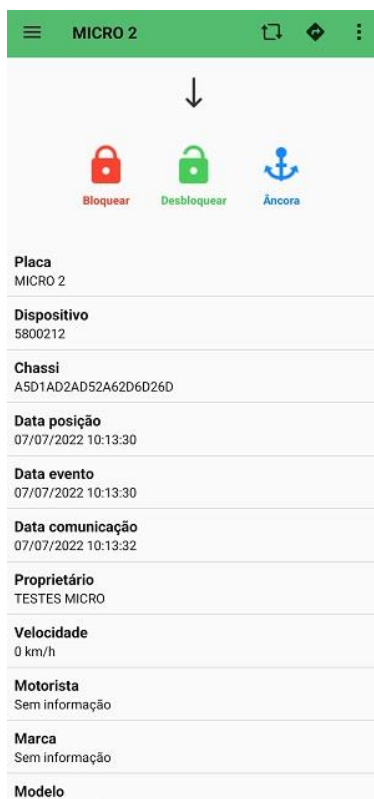 MICRO 2
Bloquear Desbloquear Âncora
Placa
MICRO 2
Dispositivo
5800212
Chassi
A5D1AD2AD52A62D6D26D
Data posição
07/07/2022 10:13:30
Data evento
07/07/2022 10:13:30
Data comunicação
07/07/2022 10:13:32
Proprietário
TESTES MICRO
Velocidade
0 km/h
Motorista
Sem informação
Marca
Sem informação
Modelo